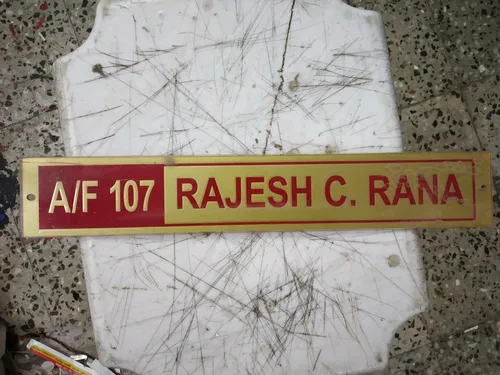 A/F 107 RAJESH C. RANA